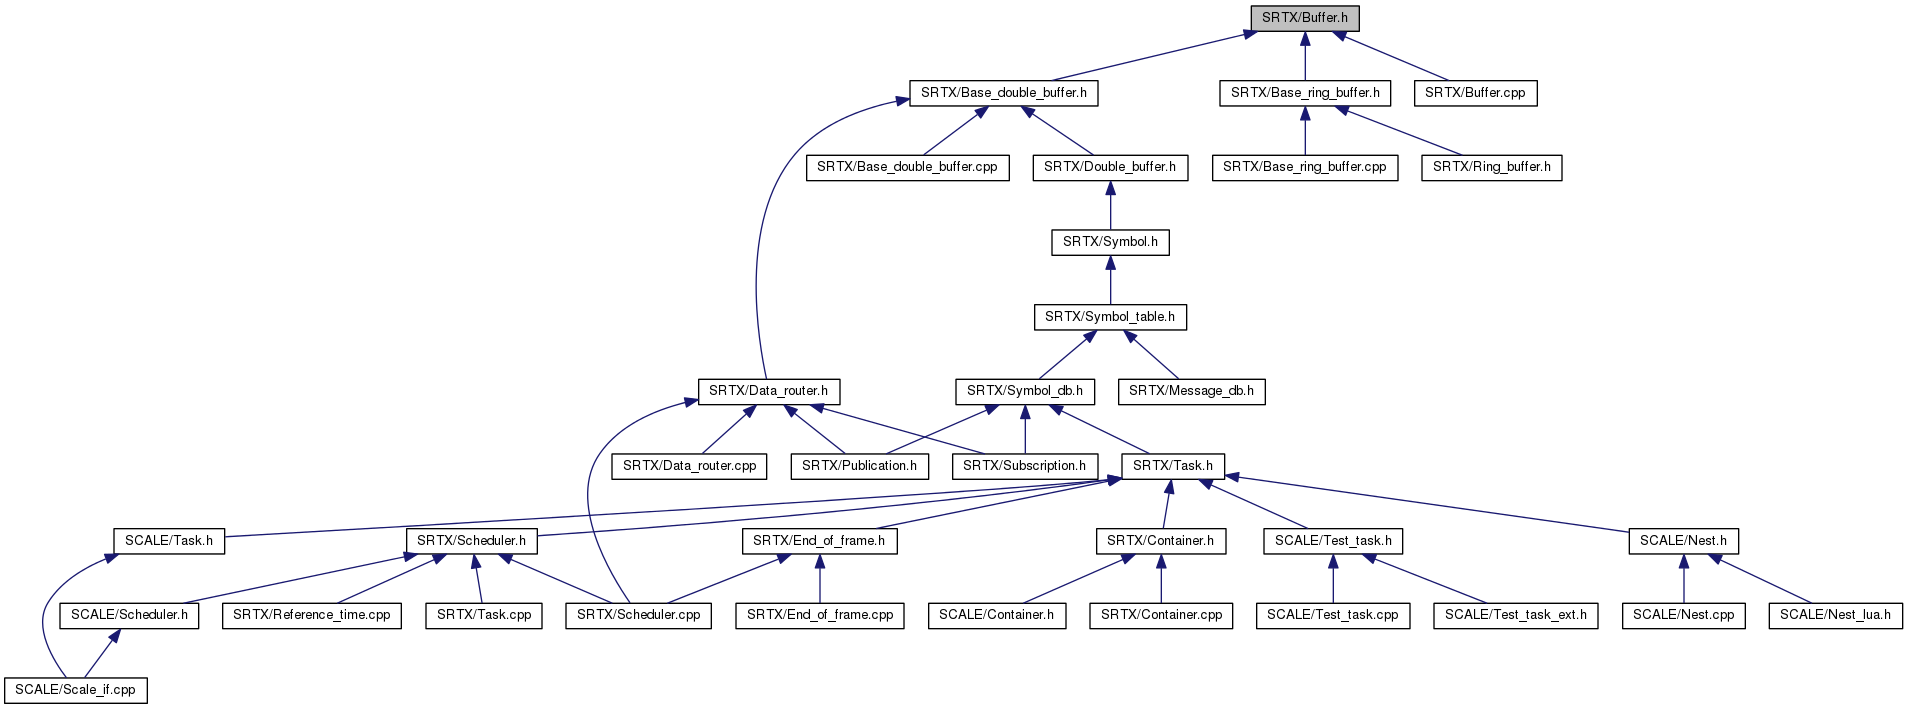 SRTX/Buffer.h
SRTX/Base_double_buffer.h
SRTX/Base_ring_buffer.h
SRTX/Buffer.cpp
SRTX/Base_double_buffer.cpp
SRTX/Double_buffer.h
SRTX/Base_ring_buffer.cpp
SRTX/Ring_buffer.h
SRTX/Symbol.h
SRTX/Symbol_table.h
SRTX/Data_router.h
SRTX/Symbol_db.h
SRTX/Message_db.h
SRTX/Data_router.cpp
SRTX/Publication.h
SRTX/Subscription.h
SRTX/Task.h
SCALE/Task.h
SRTX/Scheduler.h
SRTX/End_of_frame.h
SRTX/Container.h
SCALE/Test_task.h
SCALE/Nest.h
SCALE/Scheduler.h
SRTX/Reference_time.cpp
SRTX/Task.cpp
SRTX/Scheduler.cpp
SRTX/End_of_frame.cpp
SCALE/Container.h
SRTX/Container.cpp
SCALE/Test_task.cpp
SCALE/Test_task_ext.h
SCALE/Nest.cpp
SCALE/Nest_lua.h
SCALE/Scale_if.cpp